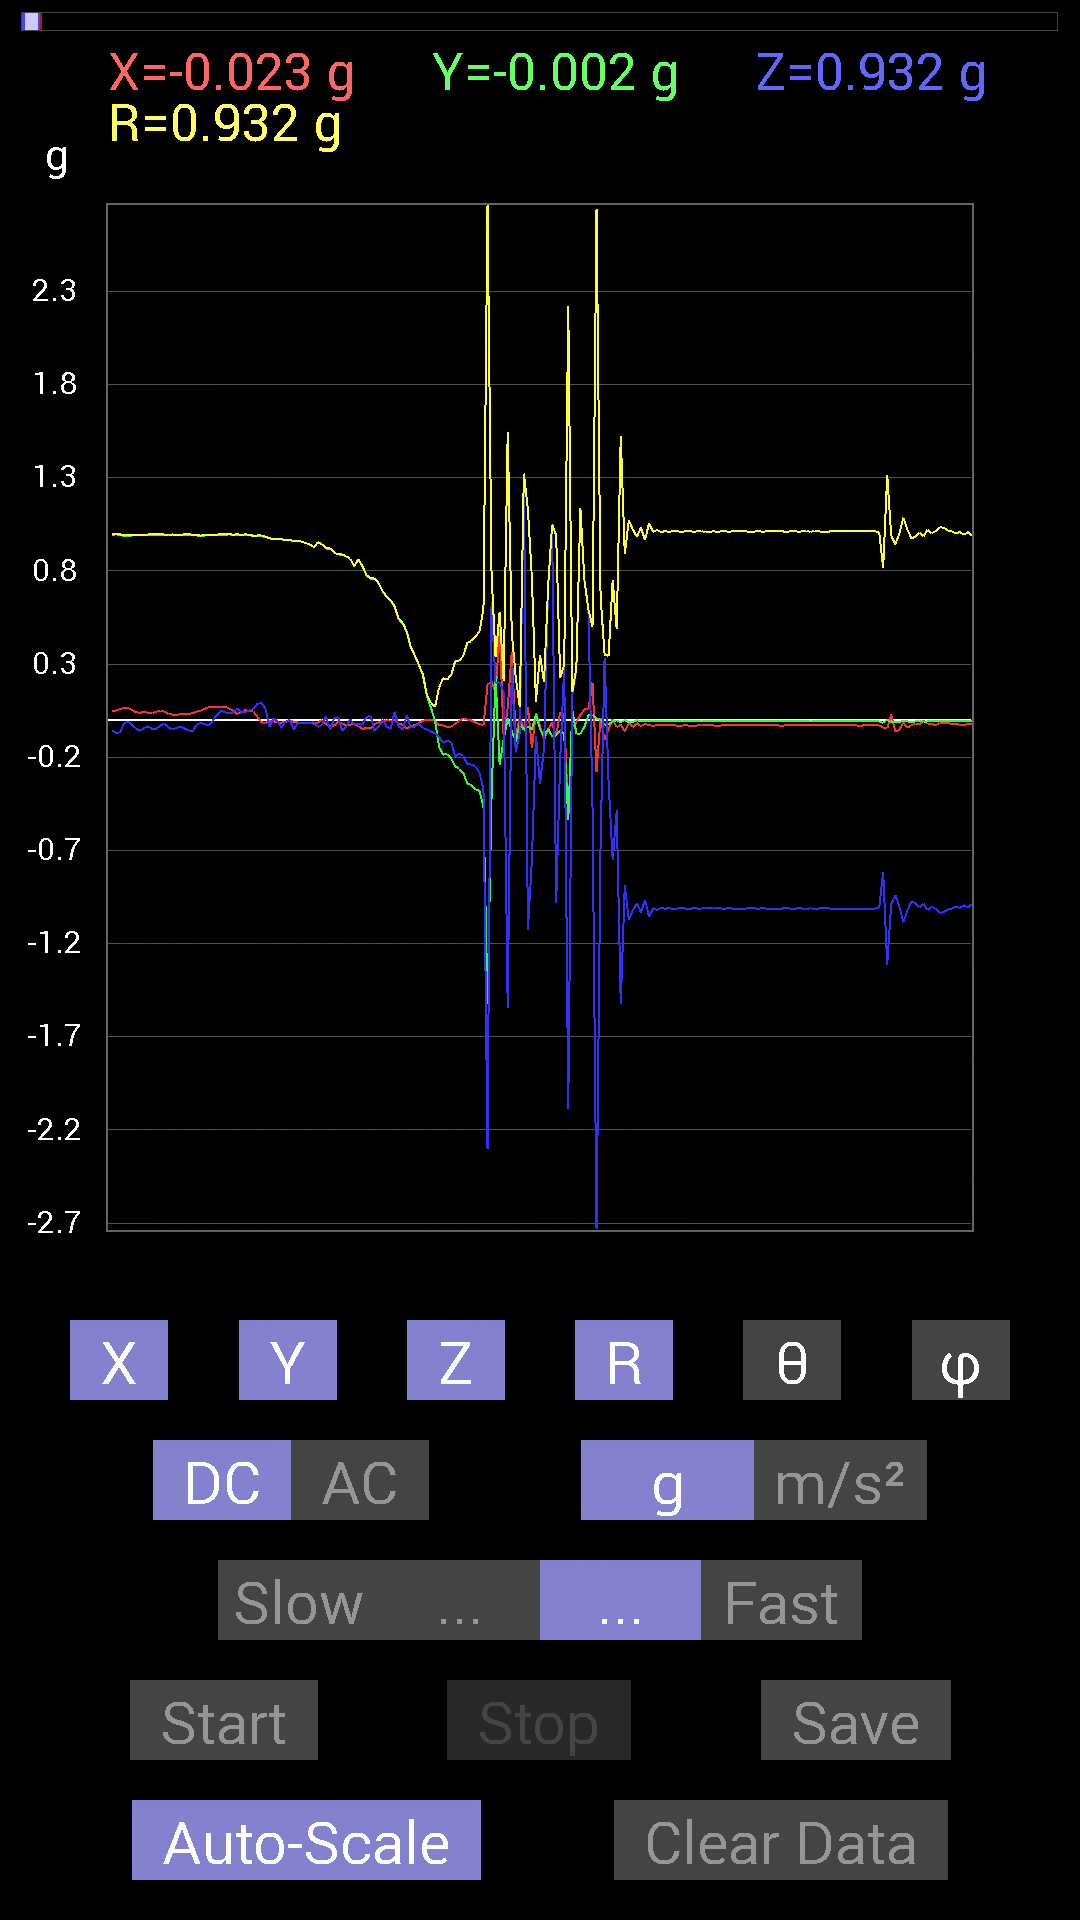 X=-0.023 g Y=-0.002 g Z=0.932 g
R=0.932 g
g
2.3
1.8
1.3
0.8
0.3
-0.2
-0.7
-1.2
-1.7
-2.2
-2.7
X Y Z R θ φ
DC AC g m/s²
Slow ... ... Fast
Start Stop Save
Auto-Scale Clear Data